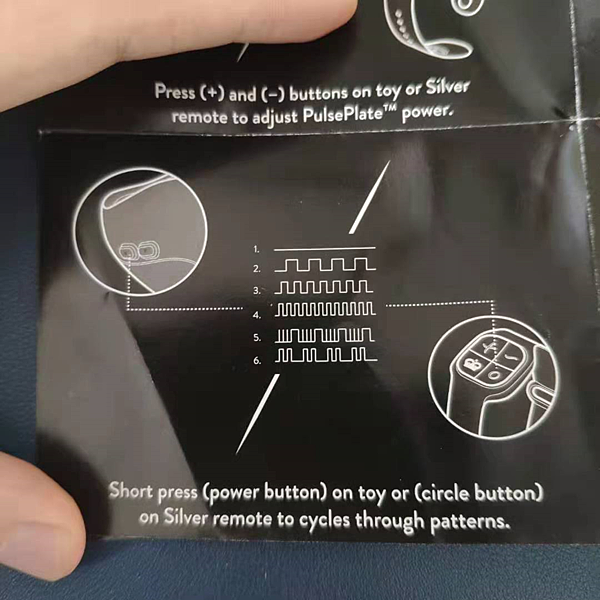 Press (+) and (–) buttons on toy or Silver
remote to adjust PulsePlate™ power.
1.
2.
3.
4.
5.
6.
Short press (power button) on toy or (circle button)
on Silver remote to cycles through patterns.